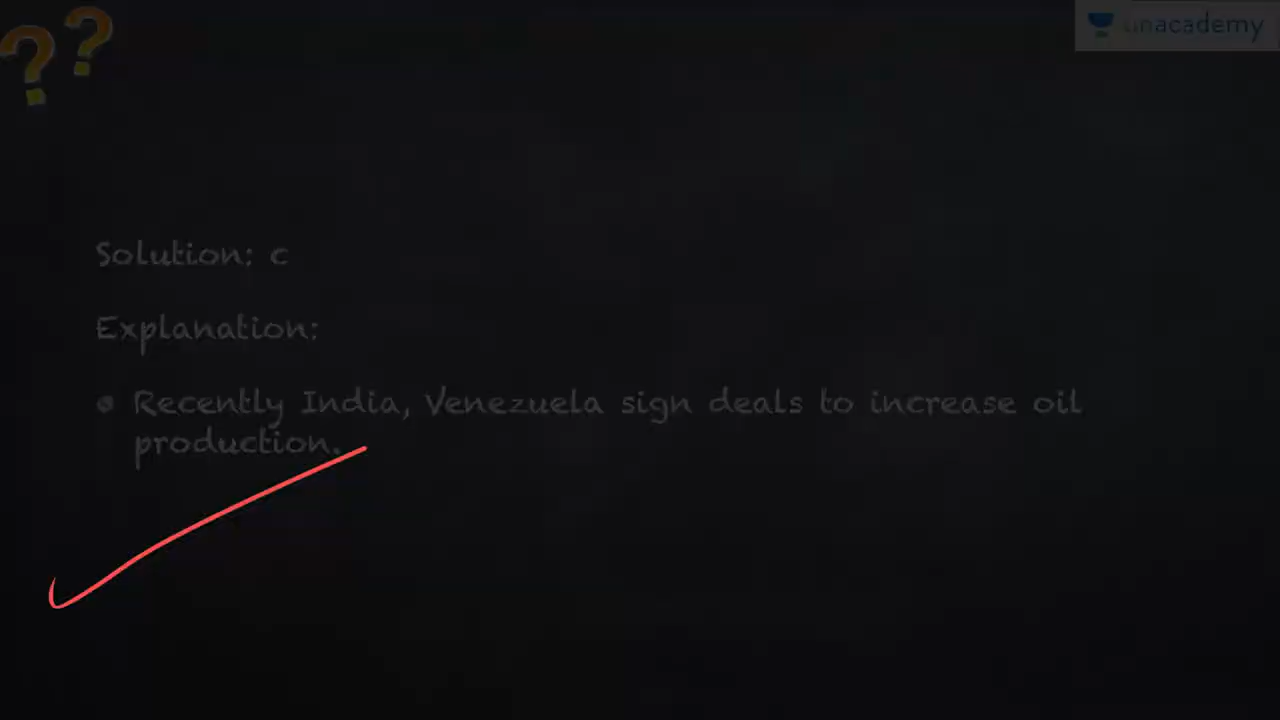 unacademy
Solution: c
Explanation:
• Recently India, Venezuela sign deals to increase oil
production.